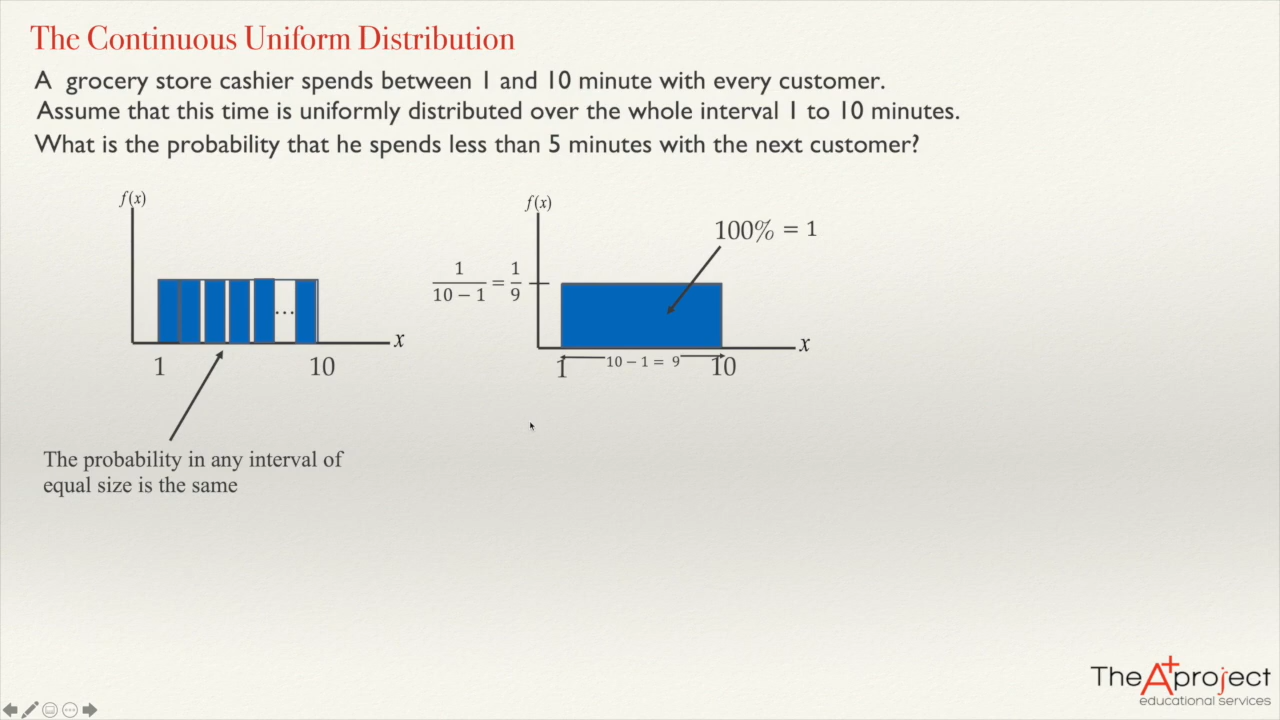 The Continuous Uniform Distribution
A grocery store cashier spends between 1 and 10 minute with every customer.
Assume that this time is uniformly distributed over the whole interval 1 to 10 minutes.
What is the probability that he spends less than 5 minutes with the next customer?
f(x)
...
x
1 10
The probability in any interval of
equal size is the same
f(x)
100% = 1
1/(10 − 1) = 1/9
x
1 10 − 1 = 9 10
The A+ project
educational services